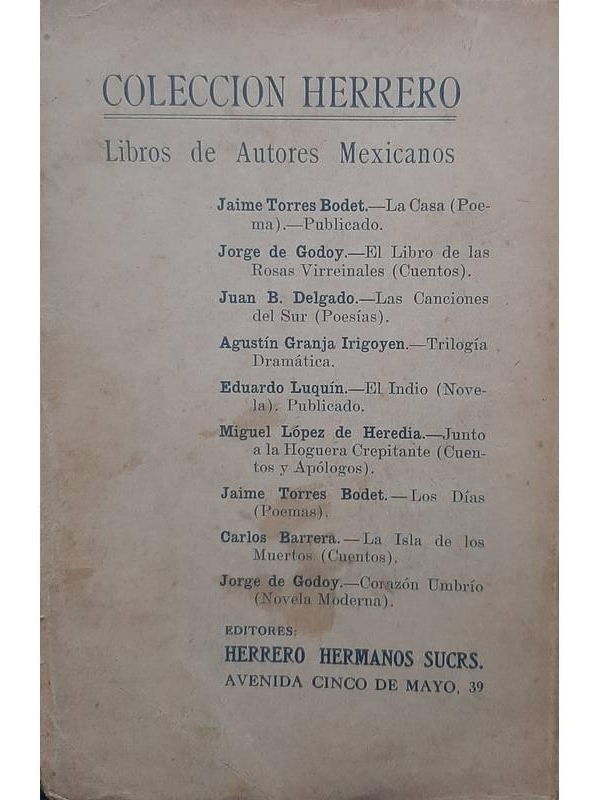 COLECCION HERRERO
Libros de Autores Mexicanos
Jaime Torres Bodet.—La Casa (Poe-
ma).—Publicado.
Jorge de Godoy.—El Libro de las
Rosas Virreinales (Cuentos).
Juan B. Delgado.—Las Canciones
del Sur (Poesías).
Agustín Granja Irigoyen.—Trilogía
Dramática.
Eduardo Luquín.—El Indio (Nove-
la). Publicado.
Miguel López de Heredia.—Junto
a la Hoguera Crepitante (Cuen-
tos y Apólogos).
Jaime Torres Bodet.—Los Días
(Poemas).
Carlos Barrera.—La Isla de los
Muertos (Cuentos).
Jorge de Godoy.—Corazón Umbrío
(Novela Moderna).
EDITORES:
HERRERO HERMANOS SUCRS.
AVENIDA CINCO DE MAYO, 39